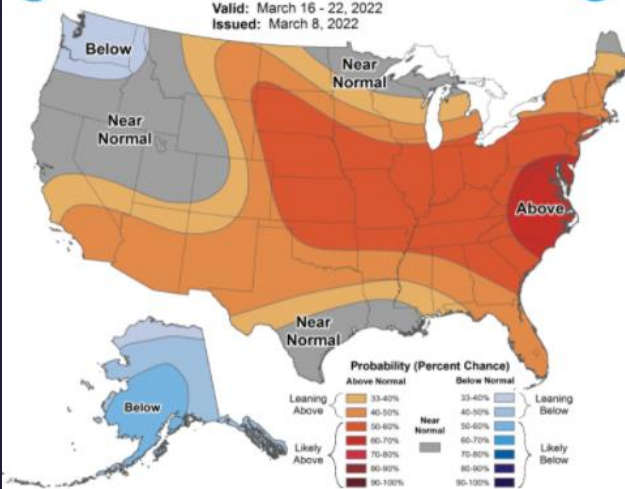 Valid: March 16 - 22, 2022
Issued: March 8, 2022
Below
Near
Normal
Near
Normal
Above
Near
Normal
Below
Probability (Percent Chance)
Above Normal
Below Normal
Leaning
Above
33-40%
40-50%
50-60%
60-70%
70-80%
80-90%
90-100%
Likely
Above
Near
Normal
33-40%
40-50%
50-60%
60-70%
70-80%
80-90%
90-100%
Leaning
Below
Likely
Below